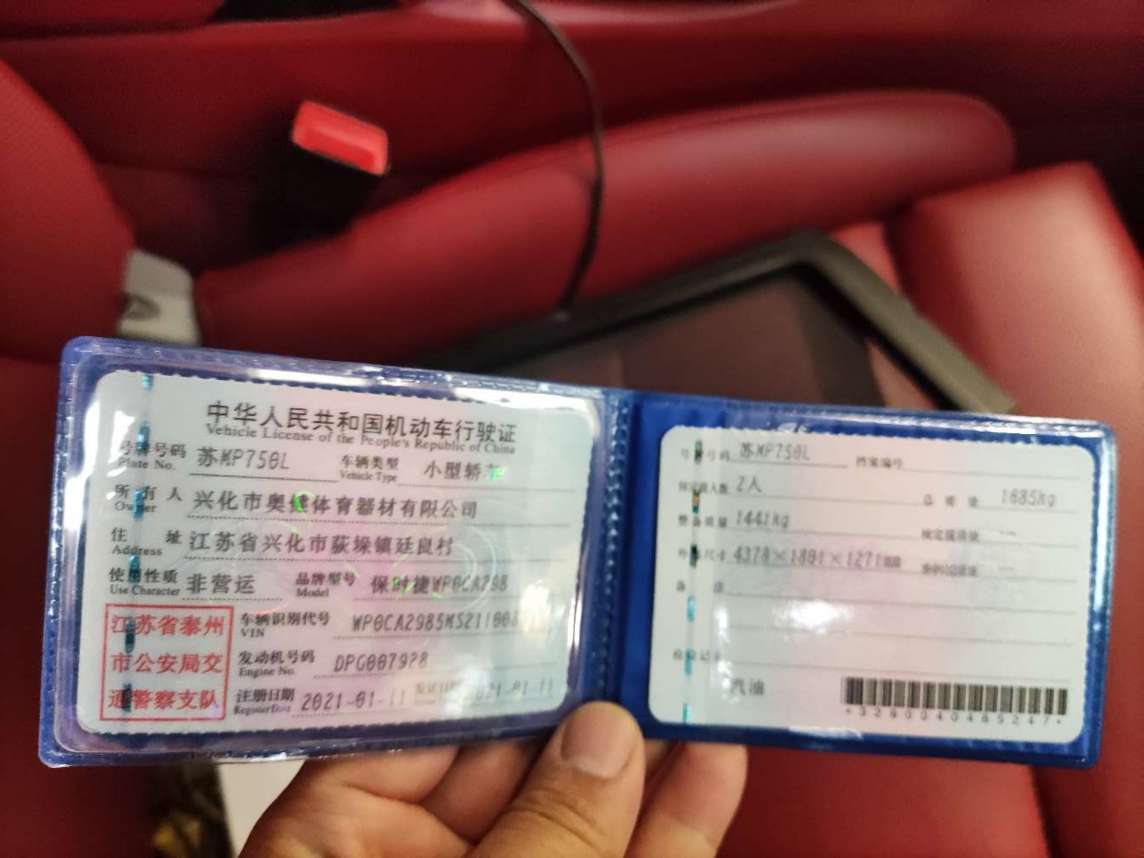 中华人民共和国机动车行驶证
Vehicle License of the People's Republic of China
号牌号码 苏MP750L 车辆类型 小型轿车
Plate No. Vehicle Type
所有人 兴化市奥健体育器材有限公司
Owner
住址 江苏省兴化市荻垛镇廷良村
Address
使用性质 非营运 品牌型号 保时捷WP0CA298
Use Character Model
江苏省泰州
市公安局交
通警察支队
车辆识别代号 WP0CA2985MS21100
VIN
发动机号码 DPG007928
Engine No.
注册日期 2021-01-11 发证日期 2021-01-11
Register Date
号牌号码 苏MP750L 档案编号
核定载人数 2人 总质量 1685kg
整备质量 1441kg 核定载质量 --
外廓尺寸 4378×1801×1271mm 准牵引总质量 --
备注
检验记录
汽油
*3290040485247*